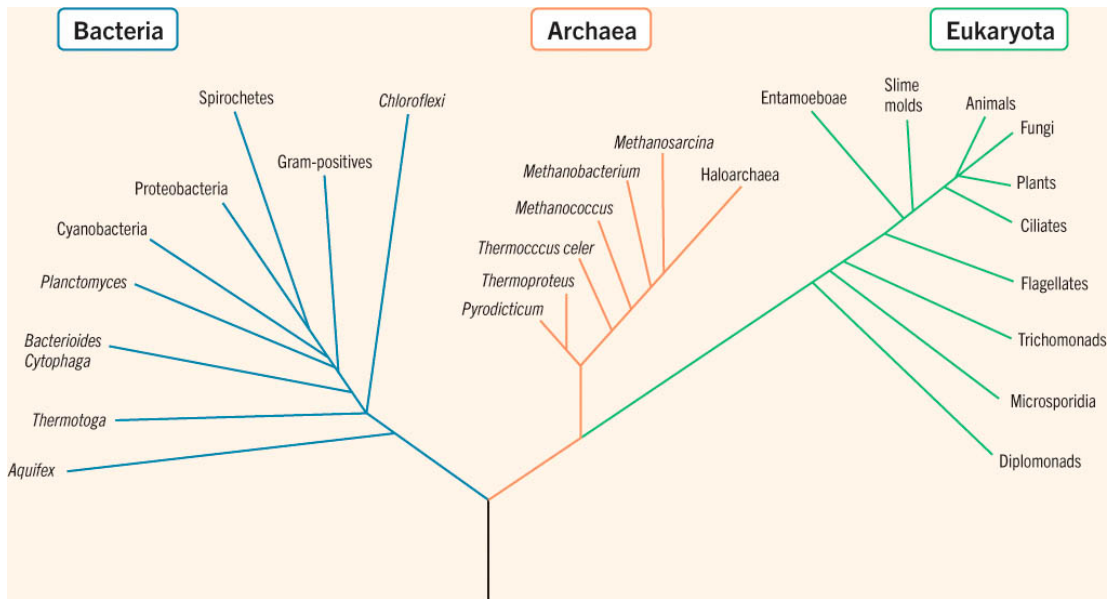 Bacteria
Archaea
Eukaryota
Spirochetes
Chloroflexi
Gram-positives
Proteobacteria
Cyanobacteria
Planctomyces
Bacterioides
Cytophaga
Thermotoga
Aquifex
Methanosarcina
Methanobacterium
Haloarchaea
Methanococcus
Thermocccus celer
Thermoproteus
Pyrodicticum
Entamoeboae
Slime
molds
Animals
Fungi
Plants
Ciliates
Flagellates
Trichomonads
Microsporidia
Diplomonads